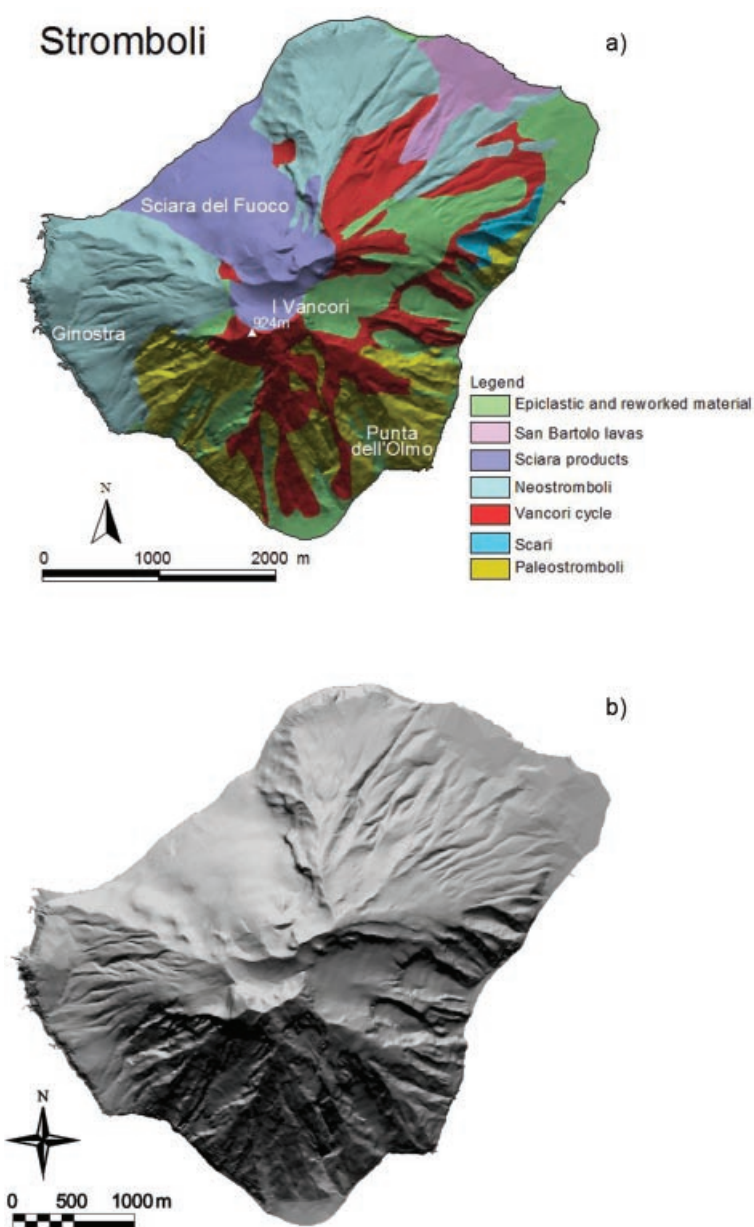 Stromboli
a)
Sciara del Fuoco
I Vancori
924m
Ginostra
Punta
dell'Olmo
Legend
Epiclastic and reworked material
San Bartolo lavas
Sciara products
Neostromboli
Vancori cycle
Scari
Paleostromboli
N
0 1000 2000 m
b)
N
0 500 1000m